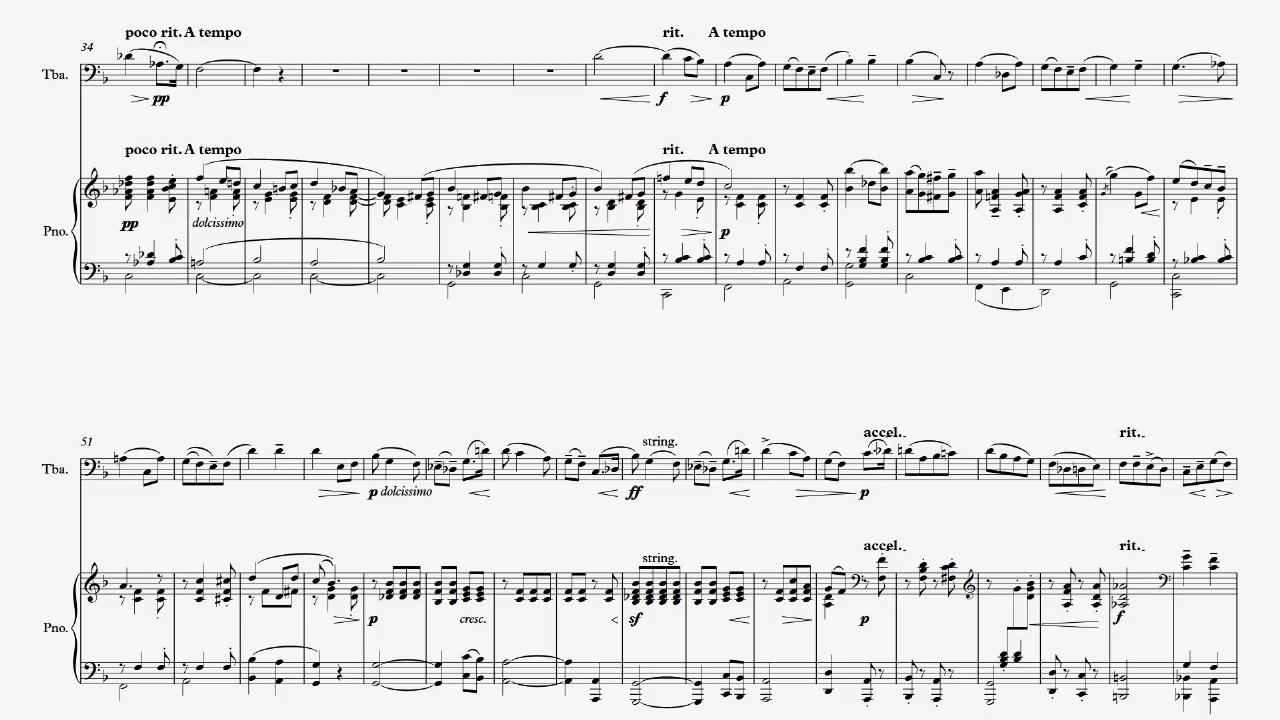 poco rit. A tempo rit. A tempo
34
Tba.
pp f p
poco rit. A tempo rit. A tempo
Pno.
pp dolcissimo p
accel. rit.
51
string.
Tba.
p dolcissimo ff p
accel. rit.
string.
Pno.
p cresc. sf p f